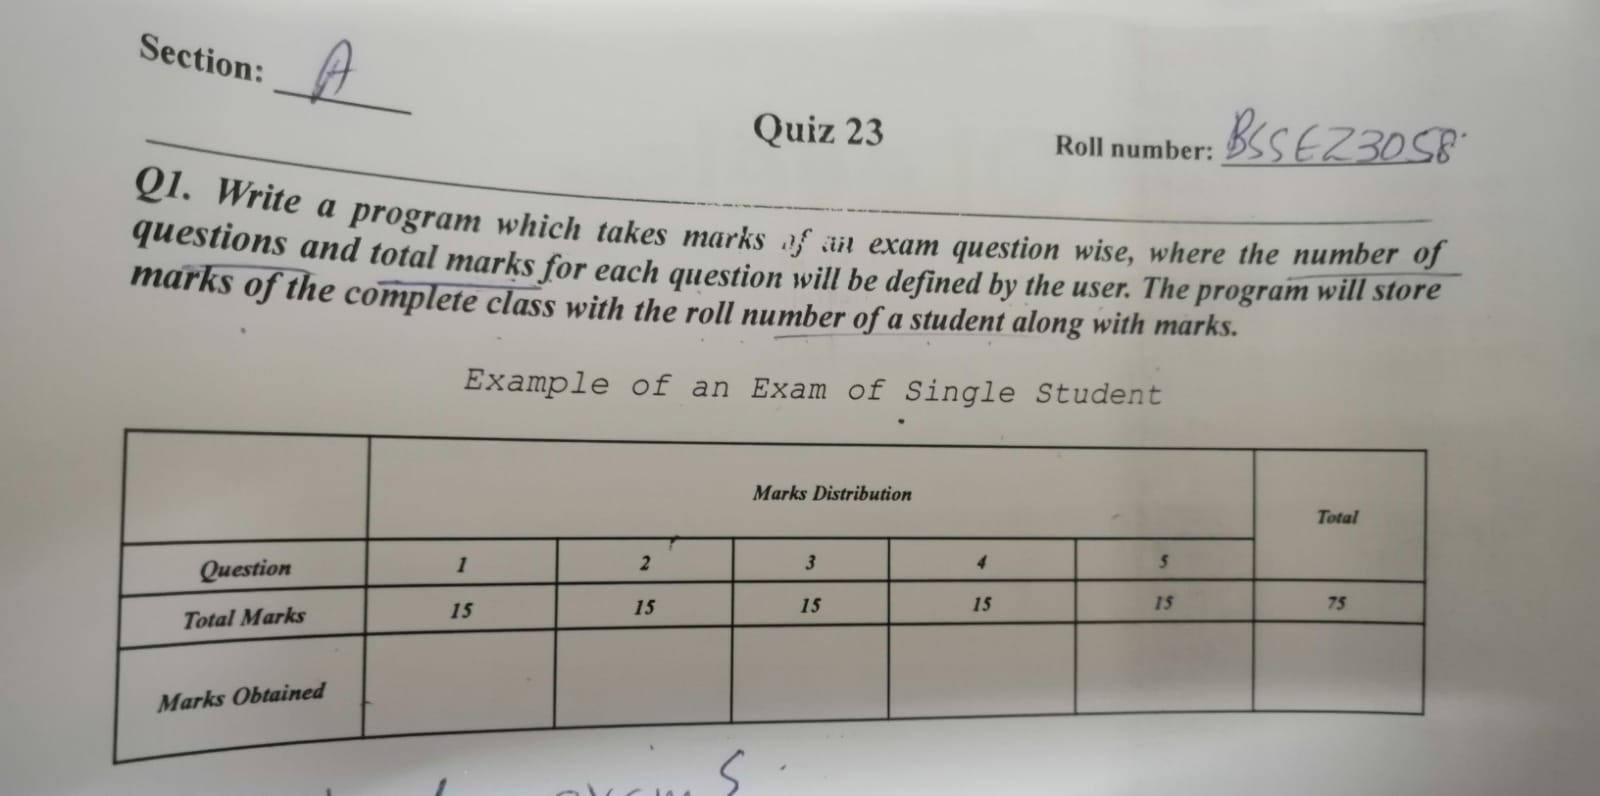 Section: A
Quiz 23
Roll number: BSSEZ3058
Q1. Write a program which takes marks of an exam question wise, where the number of
questions and total marks for each question will be defined by the user. The program will store
marks of the complete class with the roll number of a student along with marks.
Example of an Exam of Single Student
Marks Distribution Total
Question 1 2 3 4 5
Total Marks 15 15 15 15 15 75
Marks Obtained